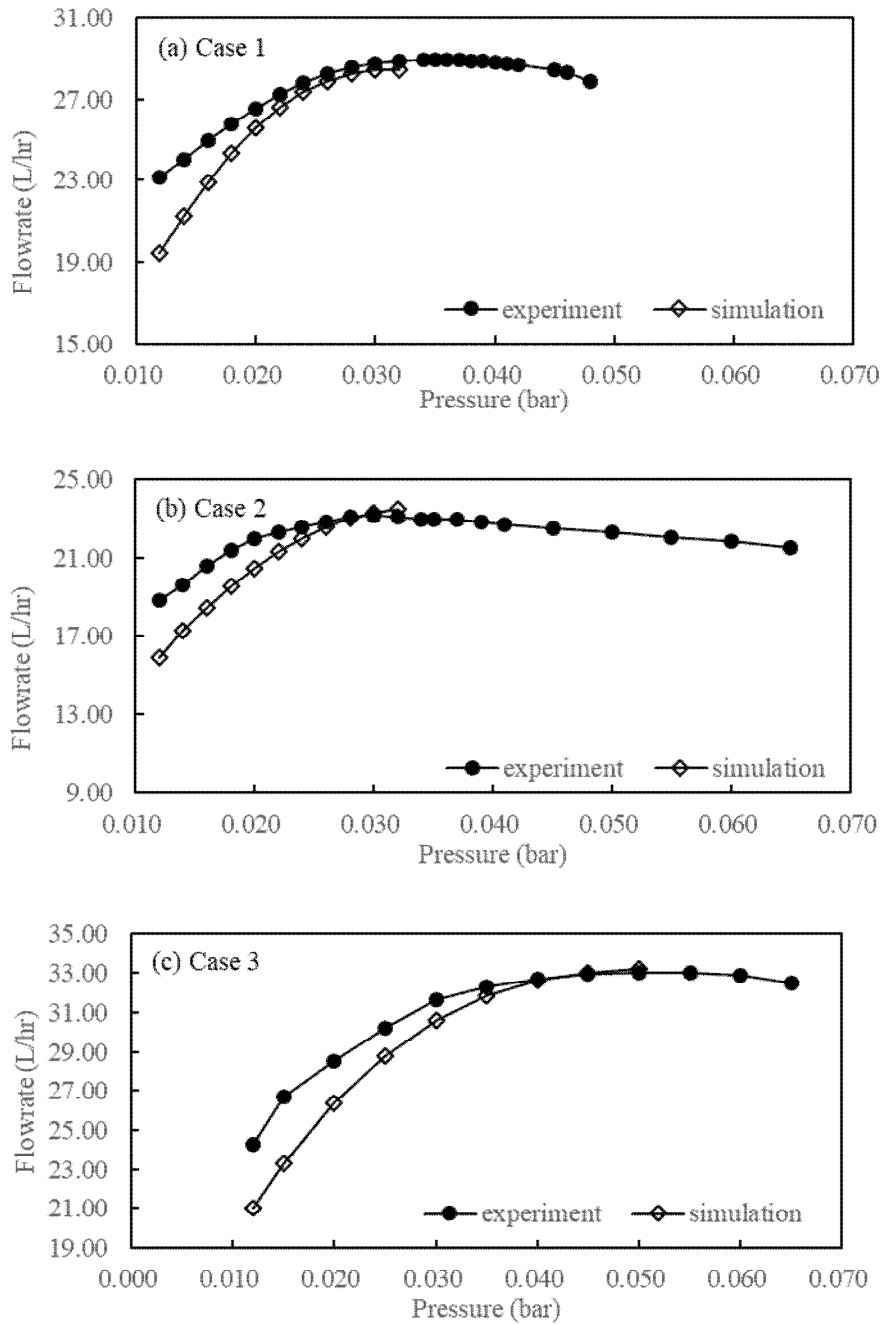 31.00
(a) Case 1
27.00
23.00
19.00
15.00
Flowrate (L/hr)
experiment simulation
0.010 0.020 0.030 0.040 0.050 0.060 0.070
Pressure (bar)
25.00
(b) Case 2
21.00
17.00
13.00
9.00
Flowrate (L/hr)
experiment simulation
0.010 0.020 0.030 0.040 0.050 0.060 0.070
Pressure (bar)
35.00
(c) Case 3
33.00
31.00
29.00
27.00
25.00
23.00
21.00
19.00
Flowrate (L/hr)
experiment simulation
0.000 0.010 0.020 0.030 0.040 0.050 0.060 0.070
Pressure (bar)